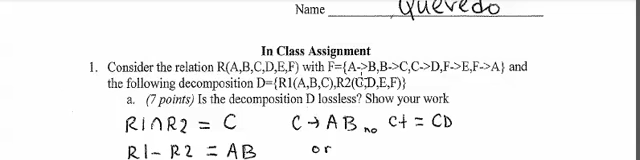 Name Quevedo
In Class Assignment
1. Consider the relation R(A,B,C,D,E,F) with F={A->B,B->C,C->D,F->E,F->A} and
the following decomposition D={R1(A,B,C),R2(C,D,E,F)}
a. (7 points) Is the decomposition D lossless? Show your work
R1∩R2 = C C→AB no C+ = CD
R1-R2 = AB or